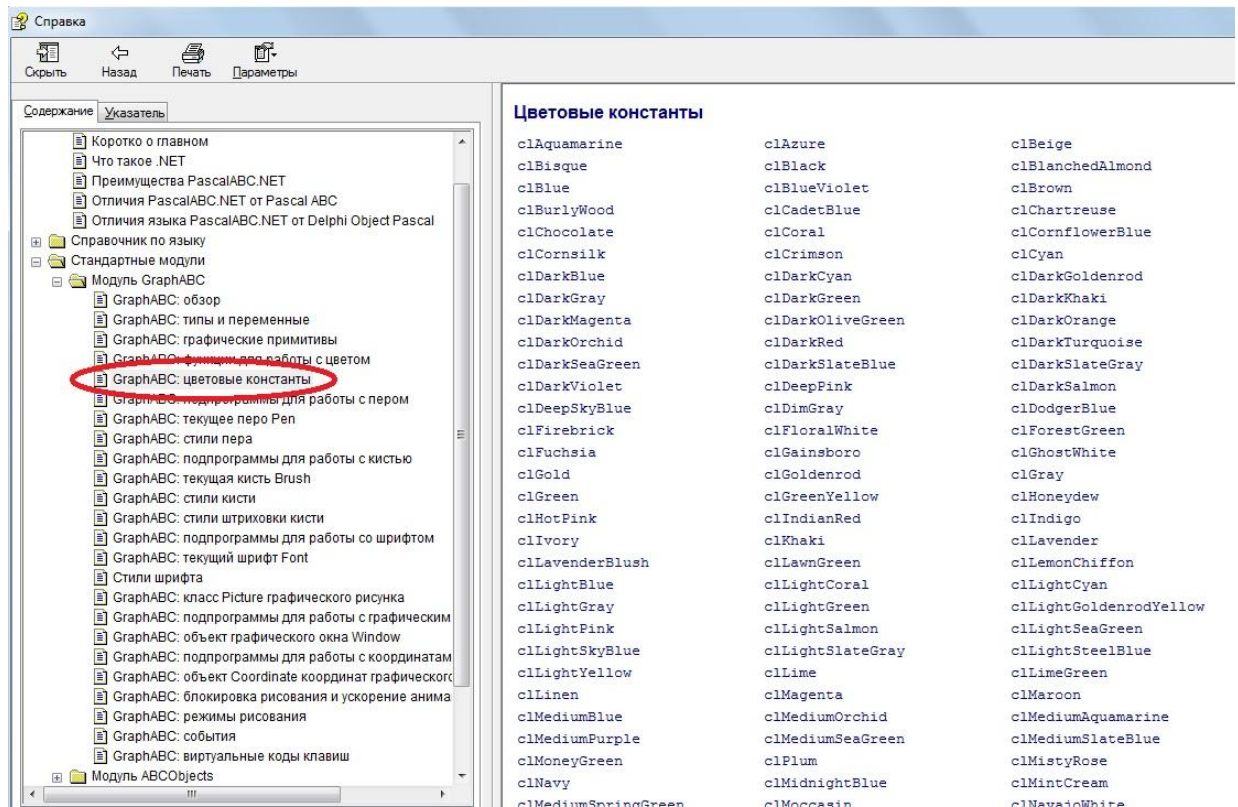 Справка
Скрыть Назад Печать Параметры
Содержание Указатель
Коротко о главном
Что такое .NET
Преимущества PascalABC.NET
Отличия PascalABC.NET от Pascal ABC
Отличия языка PascalABC.NET от Delphi Object Pascal
Справочник по языку
Стандартные модули
Модуль GraphABC
GraphABC: обзор
GraphABC: типы и переменные
GraphABC: графические примитивы
GraphABC: функции для работы с цветом
GraphABC: цветовые константы
GraphABC: подпрограммы для работы с пером
GraphABC: текущее перо Pen
GraphABC: стили пера
GraphABC: подпрограммы для работы с кистью
GraphABC: текущая кисть Brush
GraphABC: стили кисти
GraphABC: стили штриховки кисти
GraphABC: подпрограммы для работы со шрифтом
GraphABC: текущий шрифт Font
Стили шрифта
GraphABC: класс Picture графического рисунка
GraphABC: подпрограммы для работы с графическим
GraphABC: объект графического окна Window
GraphABC: подпрограммы для работы с координатам
GraphABC: объект Coordinate координат графическогo
GraphABC: блокировка рисования и ускорение анима
GraphABC: режимы рисования
GraphABC: события
GraphABC: виртуальные коды клавиш
Модуль ABCObjects
Цветовые константы
clAquamarine clAzure clBeige
clBisque clBlack clBlanchedAlmond
clBlue clBlueViolet clBrown
clBurlyWood clCadetBlue clChartreuse
clChocolate clCoral clCornflowerBlue
clCornsilk clCrimson clCyan
clDarkBlue clDarkCyan clDarkGoldenrod
clDarkGray clDarkGreen clDarkKhaki
clDarkMagenta clDarkOliveGreen clDarkOrange
clDarkOrchid clDarkRed clDarkTurquoise
clDarkSeaGreen clDarkSlateBlue clDarkSlateGray
clDarkViolet clDeepPink clDarkSalmon
clDeepSkyBlue clDimGray clDodgerBlue
clFirebrick clFloralWhite clForestGreen
clFuchsia clGainsboro clGhostWhite
clGold clGoldenrod clGray
clGreen clGreenYellow clHoneydew
clHotPink clIndianRed clIndigo
clIvory clKhaki clLavender
clLavenderBlush clLawnGreen clLemonChiffon
clLightBlue clLightCoral clLightCyan
clLightGray clLightGreen clLightGoldenrodYellow
clLightPink clLightSalmon clLightSeaGreen
clLightSkyBlue clLightSlateGray clLightSteelBlue
clLightYellow clLime clLimeGreen
clLinen clMagenta clMaroon
clMediumBlue clMediumOrchid clMediumAquamarine
clMediumPurple clMediumSeaGreen clMediumSlateBlue
clMoneyGreen clPlum clMistyRose
clNavy clMidnightBlue clMintCream
clMediumSpringGreen clMoccasin clNavajoWhite